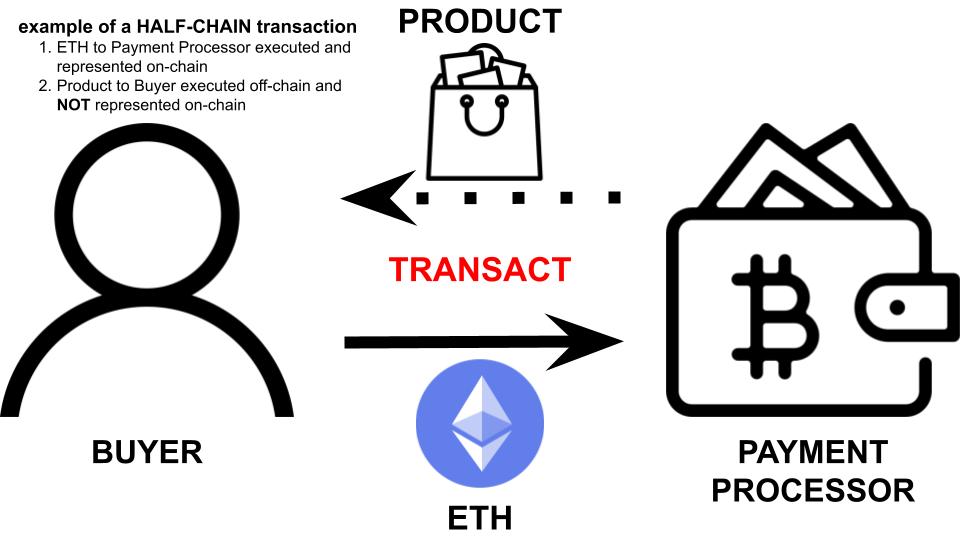 example of a HALF-CHAIN transaction
1. ETH to Payment Processor executed and
represented on-chain
2. Product to Buyer executed off-chain and
NOT represented on-chain
PRODUCT
TRANSACT
BUYER
ETH
PAYMENT
PROCESSOR